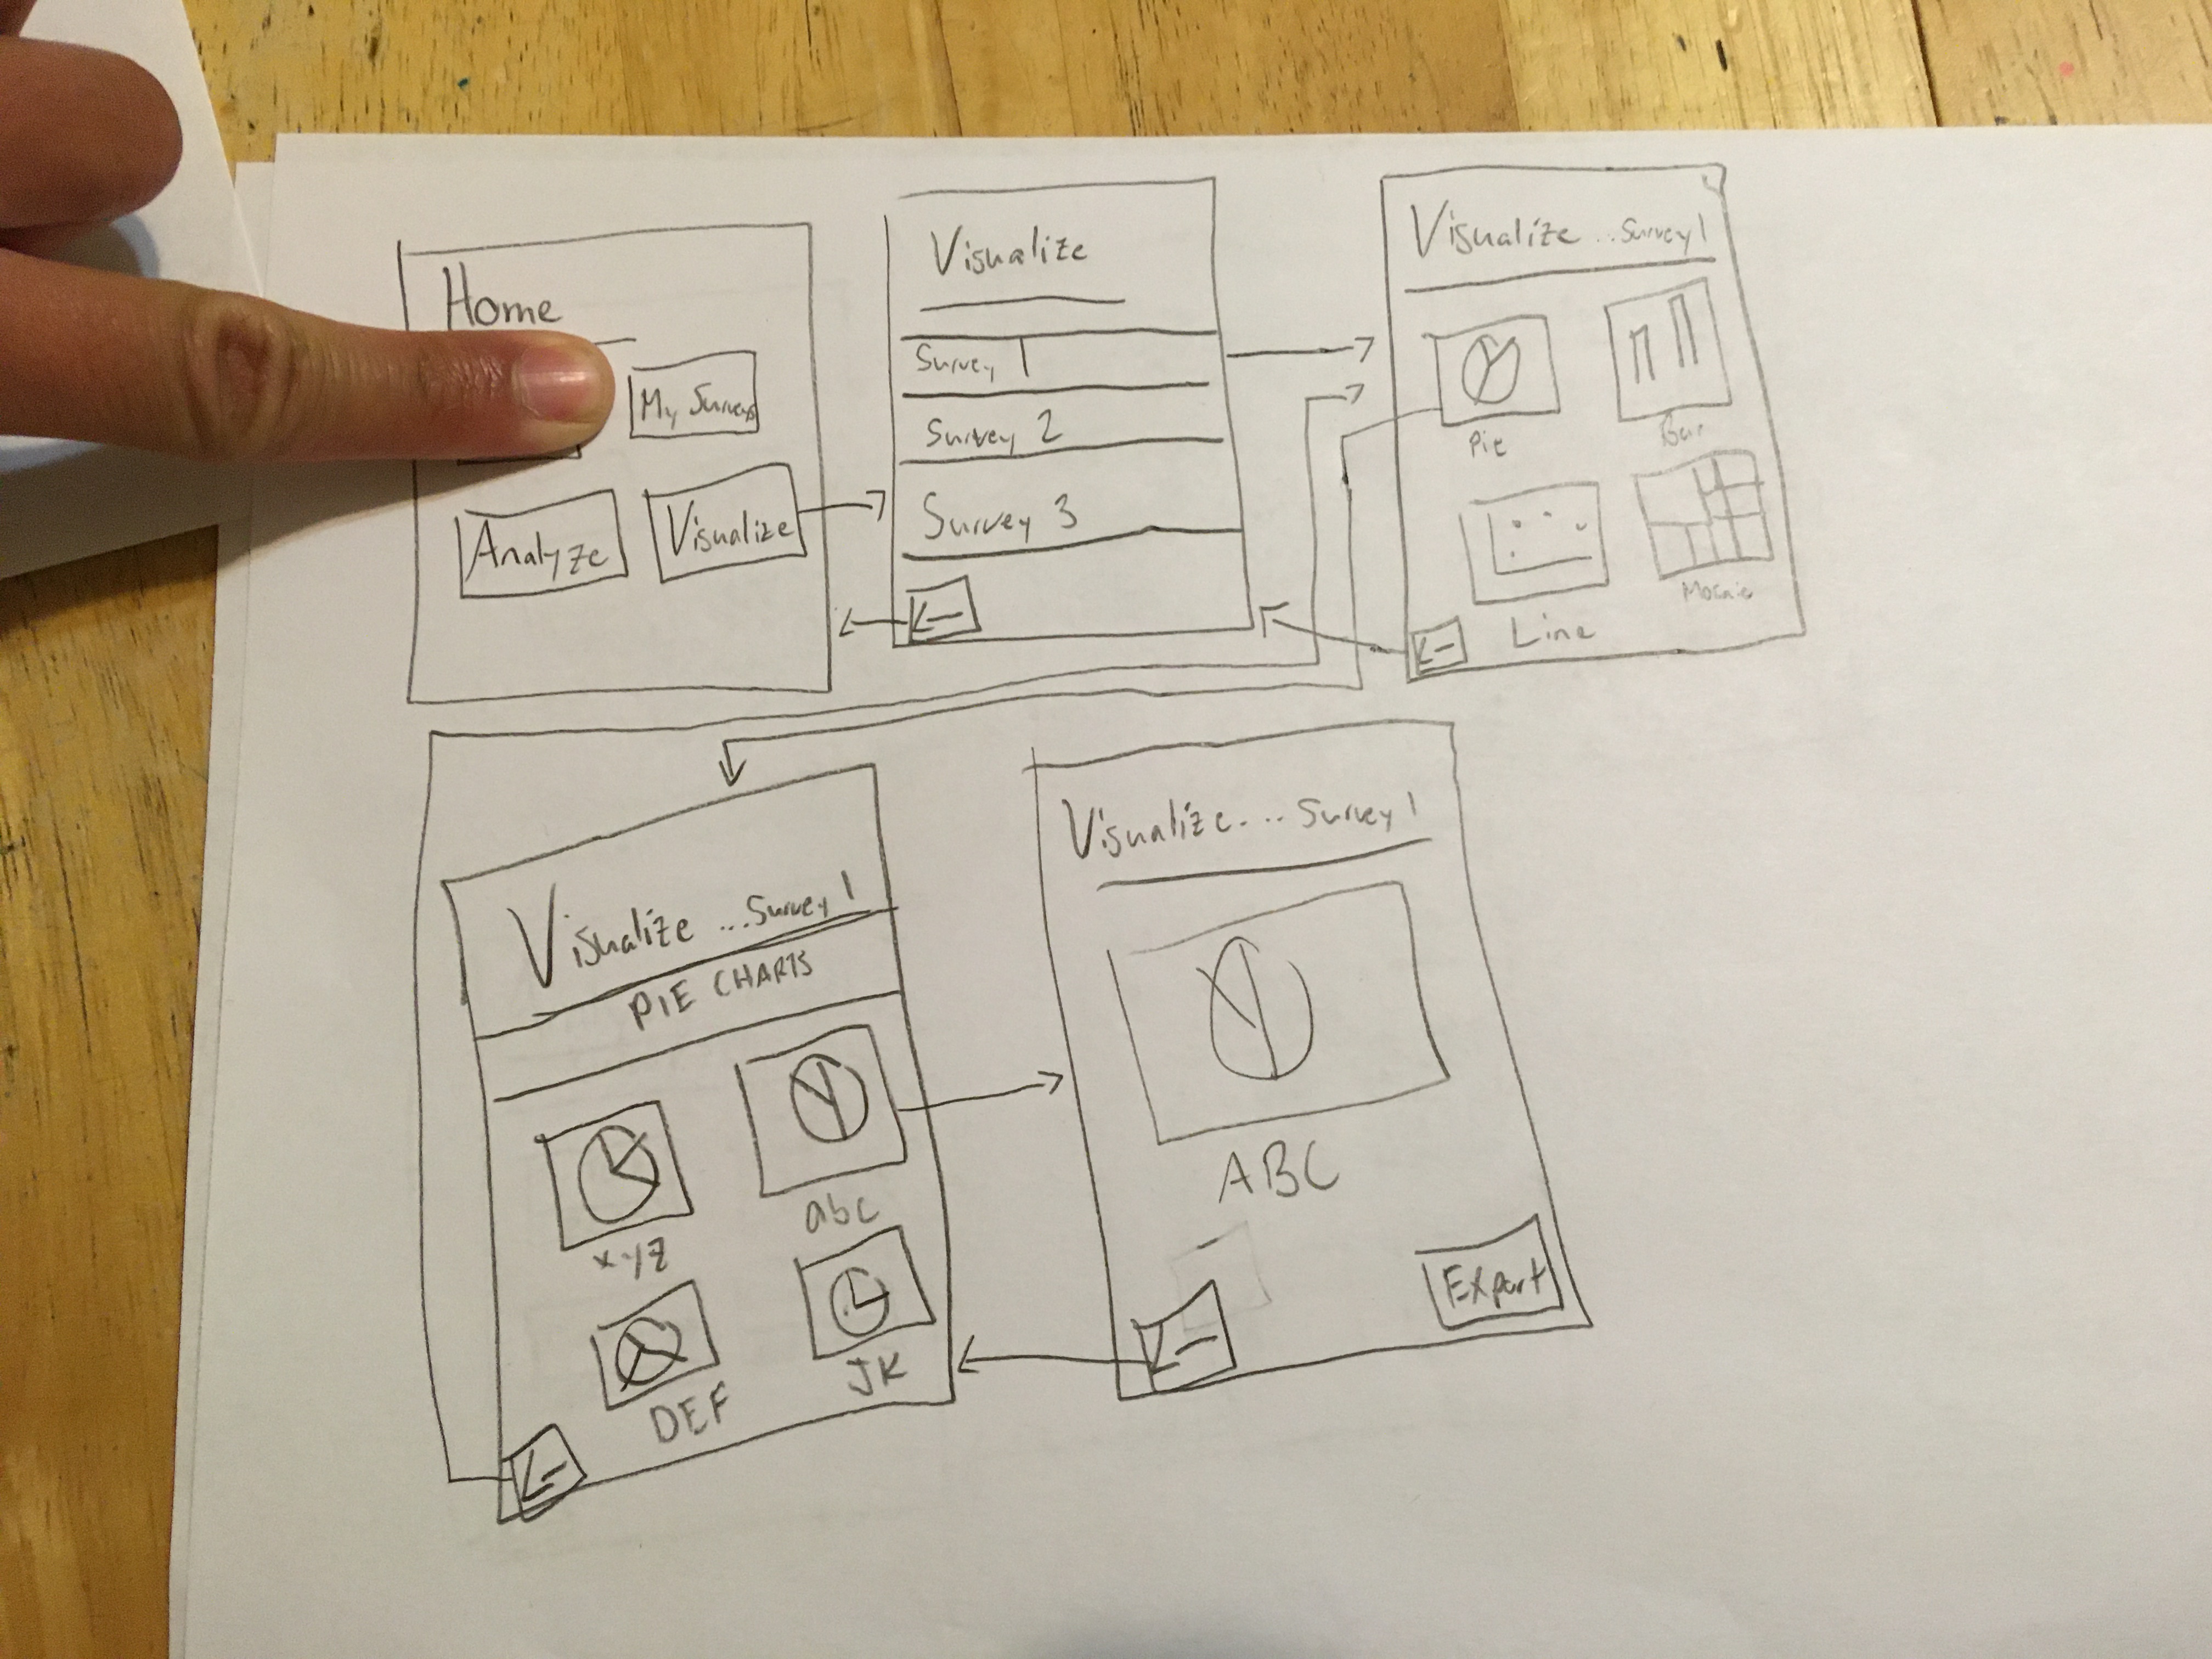 Home
My Surveys
Analyze
Visualize
Visualize
Survey 1
Survey 2
Survey 3
Visualize ...Survey 1
Pie
Bar
Line
Mosaic
Visualize ...Survey 1
PIE CHARTS
xyz
abc
DEF
JK
Visualize.... Survey 1
ABC
Export